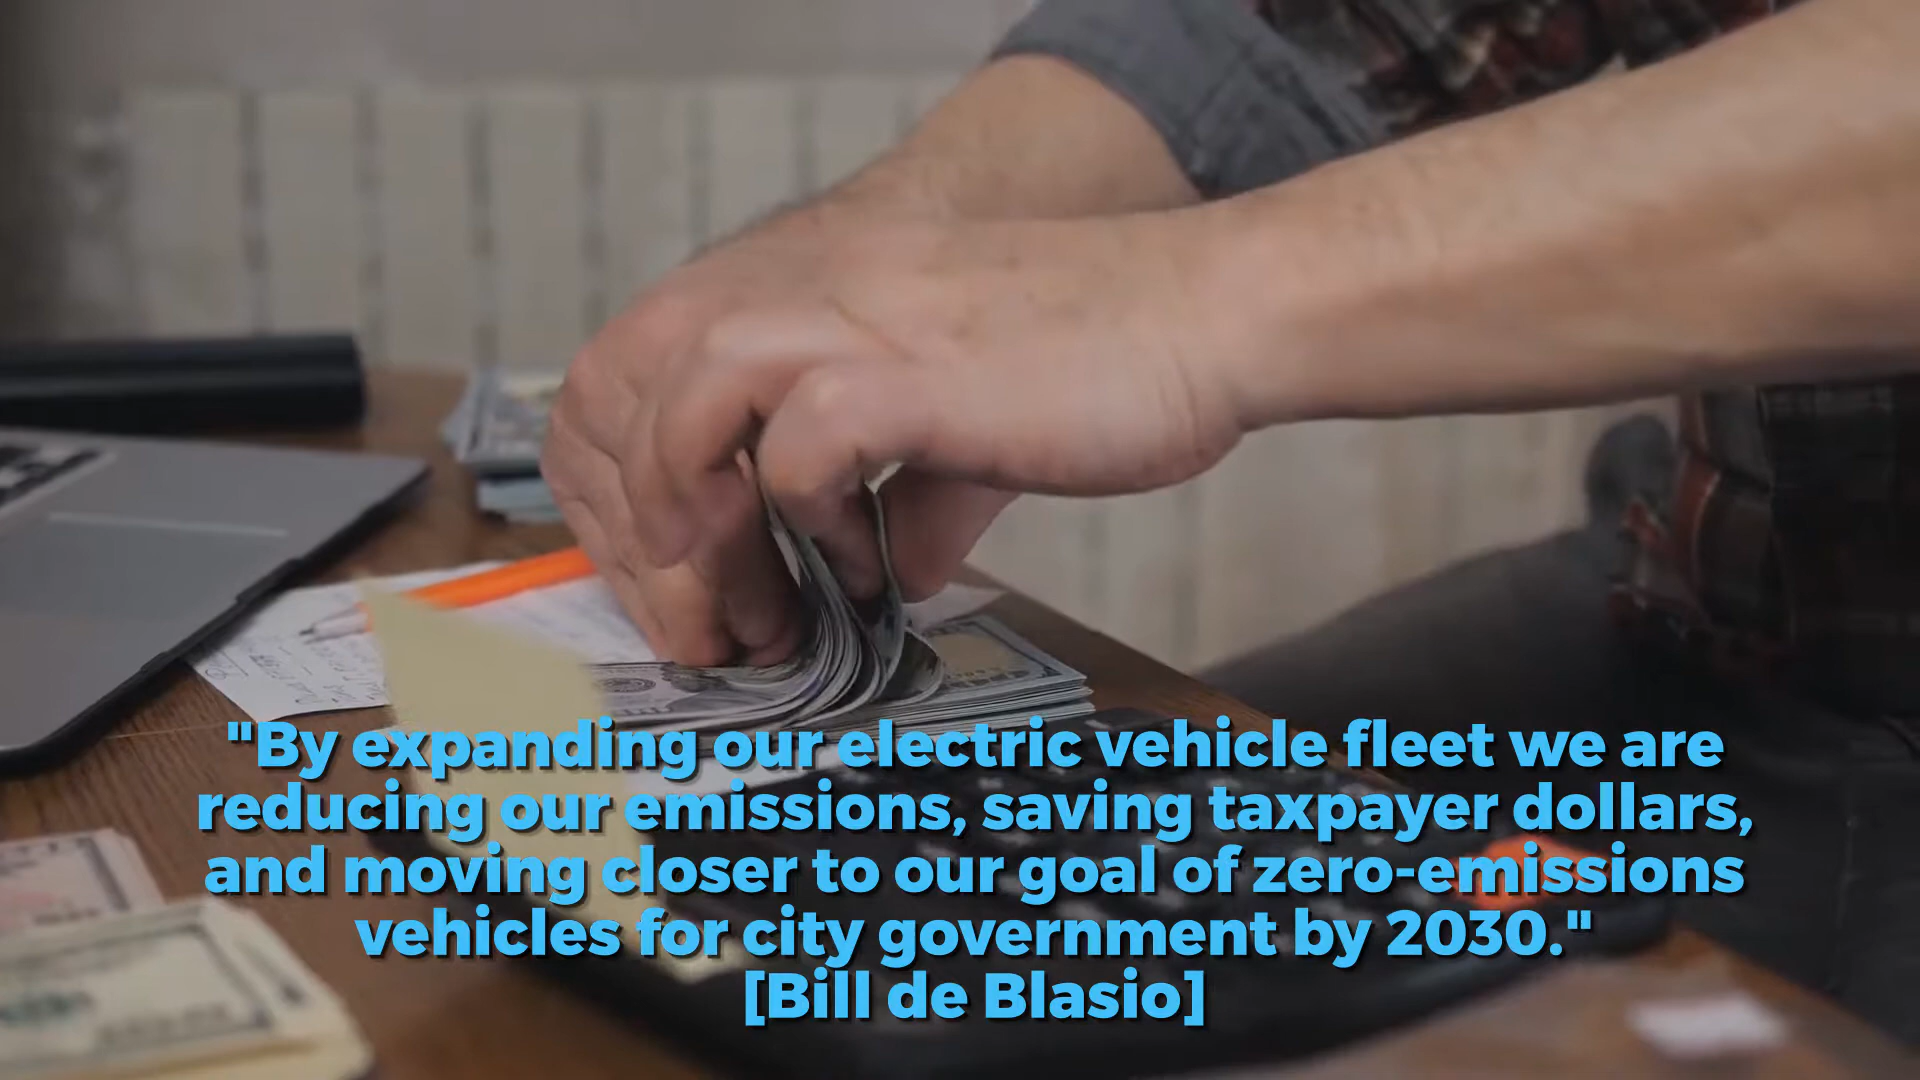 "By expanding our electric vehicle fleet we are
reducing our emissions, saving taxpayer dollars,
and moving closer to our goal of zero-emissions
vehicles for city government by 2030."
[Bill de Blasio]